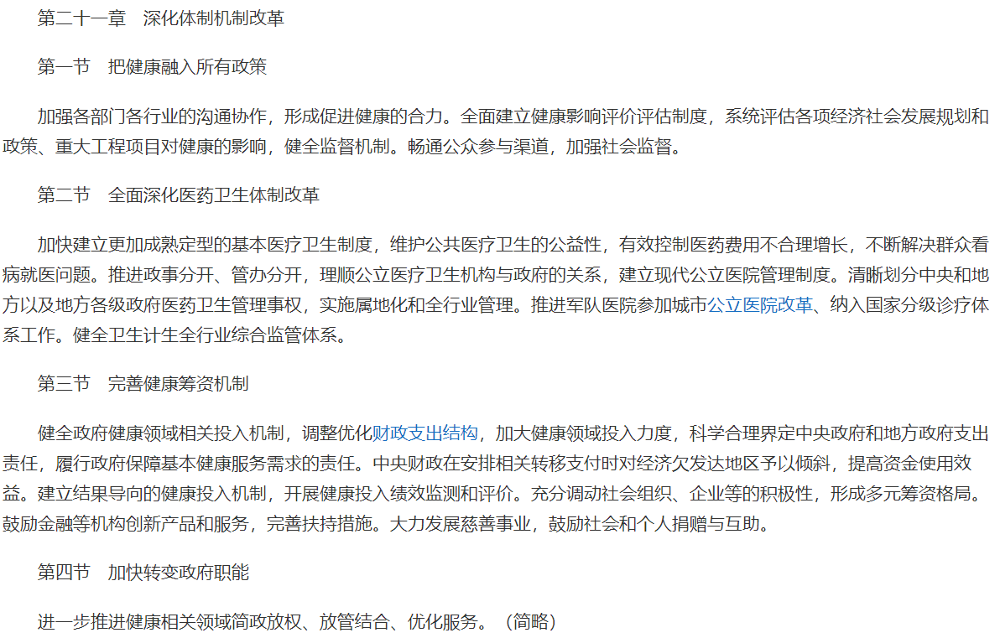 第二十一章　深化体制机制改革
第一节　把健康融入所有政策
加强各部门各行业的沟通协作，形成促进健康的合力。全面建立健康影响评价评估制度，系统评估各项经济社会发展规划和
政策、重大工程项目对健康的影响，健全监督机制。畅通公众参与渠道，加强社会监督。
第二节　全面深化医药卫生体制改革
加快建立更加成熟定型的基本医疗卫生制度，维护公共医疗卫生的公益性，有效控制医药费用不合理增长，不断解决群众看
病就医问题。推进政事分开、管办分开，理顺公立医疗卫生机构与政府的关系，建立现代公立医院管理制度。清晰划分中央和地
方以及地方各级政府医药卫生管理事权，实施属地化和全行业管理。推进军队医院参加城市公立医院改革、纳入国家分级诊疗体
系工作。健全卫生计生全行业综合监管体系。
第三节　完善健康筹资机制
健全政府健康领域相关投入机制，调整优化财政支出结构，加大健康领域投入力度，科学合理界定中央政府和地方政府支出
责任，履行政府保障基本健康服务需求的责任。中央财政在安排相关转移支付时对经济欠发达地区予以倾斜，提高资金使用效
益。建立结果导向的健康投入机制，开展健康投入绩效监测和评价。充分调动社会组织、企业等的积极性，形成多元筹资格局。
鼓励金融等机构创新产品和服务，完善扶持措施。大力发展慈善事业，鼓励社会和个人捐赠与互助。
第四节　加快转变政府职能
进一步推进健康相关领域简政放权、放管结合、优化服务。（简略）